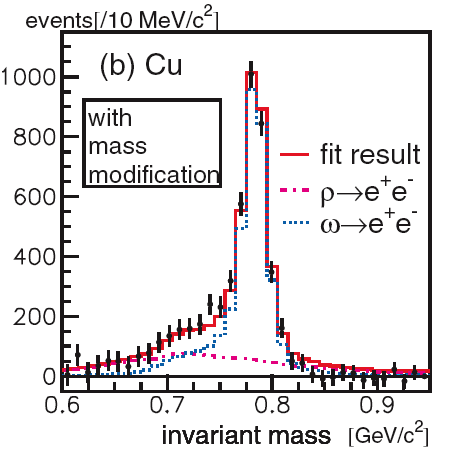 events[/10 MeV/c²]
1000
(b) Cu
800
with
mass
modification
fit result
ρ→e⁺e⁻
ω→e⁺e⁻
600
400
200
0
0.6 0.7 0.8 0.9
invariant mass [GeV/c²]